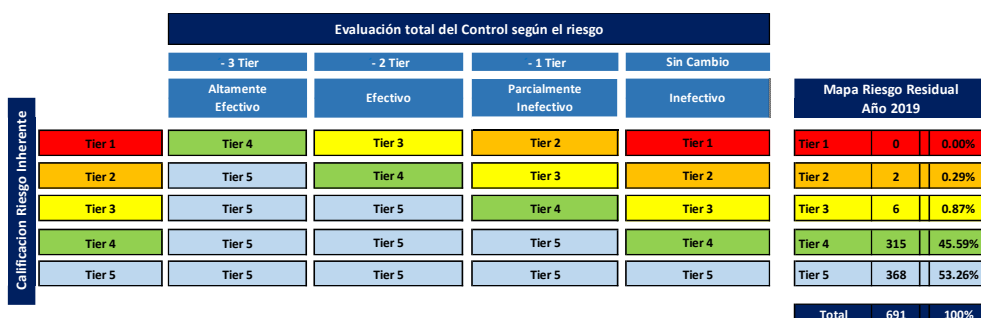 Evaluación total del Control según el riesgo
- 3 Tier - 2 Tier - 1 Tier Sin Cambio
Altamente Efectivo Efectivo Parcialmente Inefectivo Inefectivo
Mapa Riesgo Residual
Año 2019
Calificacion Riesgo Inherente
Tier 1 Tier 4 Tier 3 Tier 2 Tier 1 Tier 1 0 0.00%
Tier 2 Tier 5 Tier 4 Tier 3 Tier 2 Tier 2 2 0.29%
Tier 3 Tier 5 Tier 5 Tier 4 Tier 3 Tier 3 6 0.87%
Tier 4 Tier 5 Tier 5 Tier 5 Tier 4 Tier 4 315 45.59%
Tier 5 Tier 5 Tier 5 Tier 5 Tier 5 Tier 5 368 53.26%
Total 691 100%